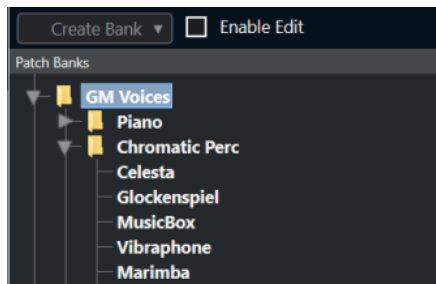 Create Bank Enable Edit
Patch Banks
GM Voices
Piano
Chromatic Perc
Celesta
Glockenspiel
MusicBox
Vibraphone
Marimba